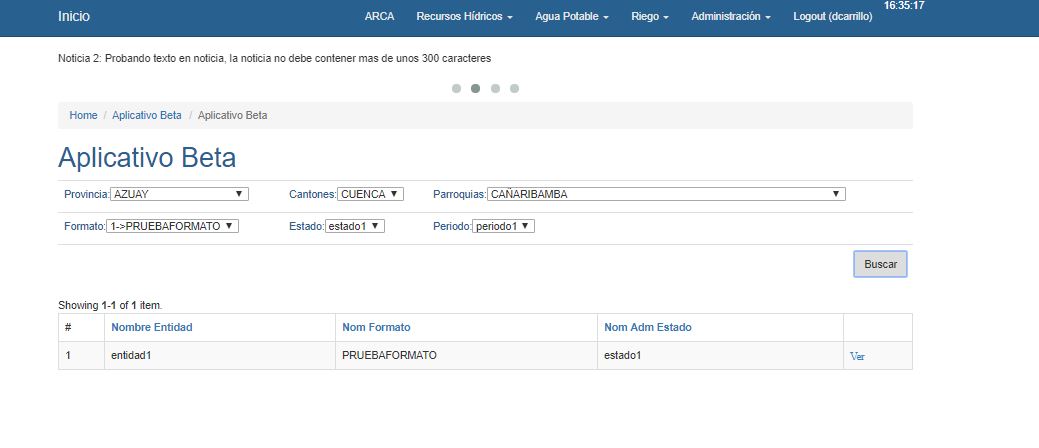 Inicio ARCA Recursos Hídricos Agua Potable Riego Administración Logout (dcarrillo) 16:35:17
Noticia 2: Probando texto en noticia, la noticia no debe contener mas de unos 300 caracteres
Home / Aplicativo Beta / Aplicativo Beta
Aplicativo Beta
Provincia: AZUAY Cantones: CUENCA Parroquias: CAÑARIBAMBA
Formato: 1->PRUEBAFORMATO Estado: estado1 Periodo: periodo1
Buscar
Showing 1-1 of 1 item.
# Nombre Entidad Nom Formato Nom Adm Estado
1 entidad1 PRUEBAFORMATO estado1 Ver